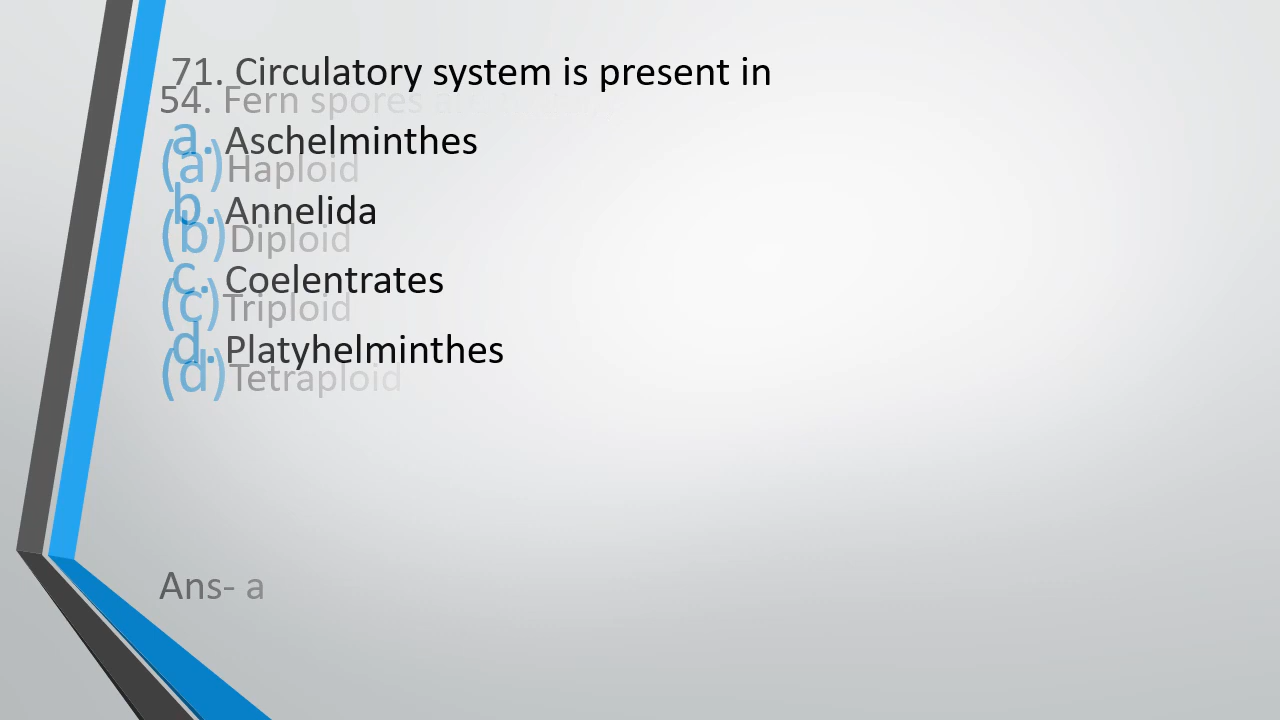 71. Circulatory system is present in
54. Fern spores
a. Aschelminthes
(a) Haploid
b. Annelida
(b) Diploid
c. Coelentrates
(c) Triploid
d. Platyhelminthes
(d) Tetraploid
Ans- a